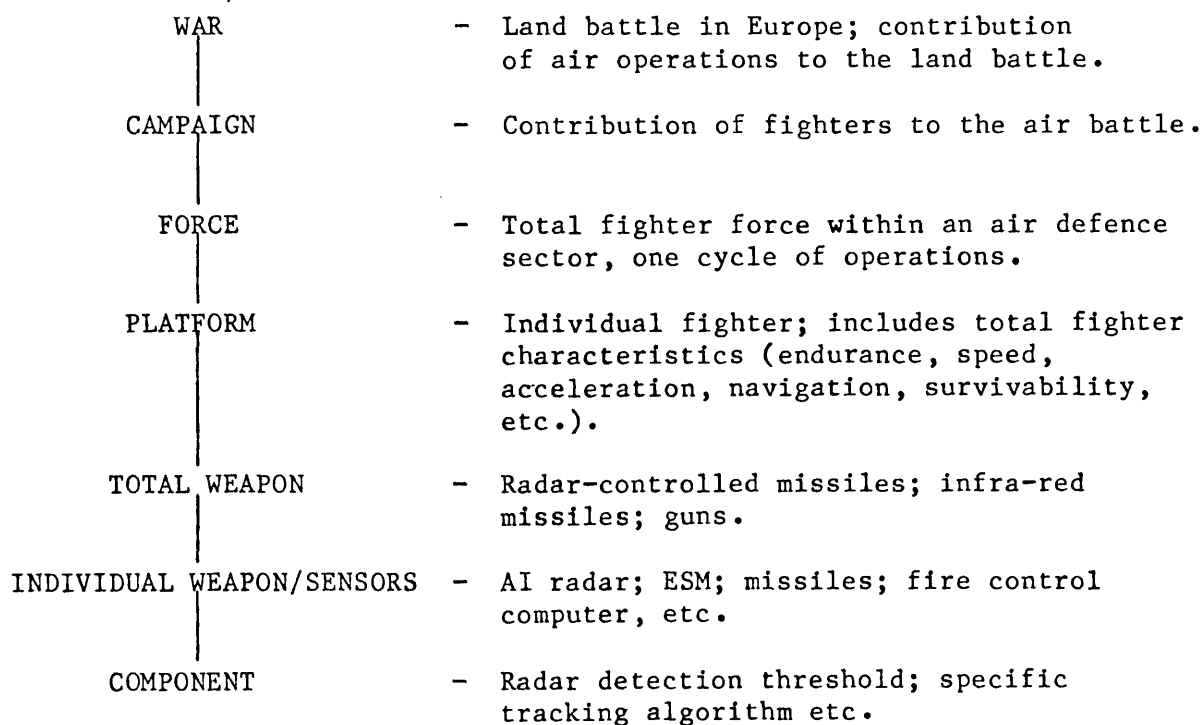 WAR - Land battle in Europe; contribution
of air operations to the land battle.
CAMPAIGN - Contribution of fighters to the air battle.
FORCE - Total fighter force within an air defence
sector, one cycle of operations.
PLATFORM - Individual fighter; includes total fighter
characteristics (endurance, speed,
acceleration, navigation, survivability,
etc.).
TOTAL WEAPON - Radar-controlled missiles; infra-red
missiles; guns.
INDIVIDUAL WEAPON/SENSORS - AI radar; ESM; missiles; fire control
computer, etc.
COMPONENT - Radar detection threshold; specific
tracking algorithm etc.